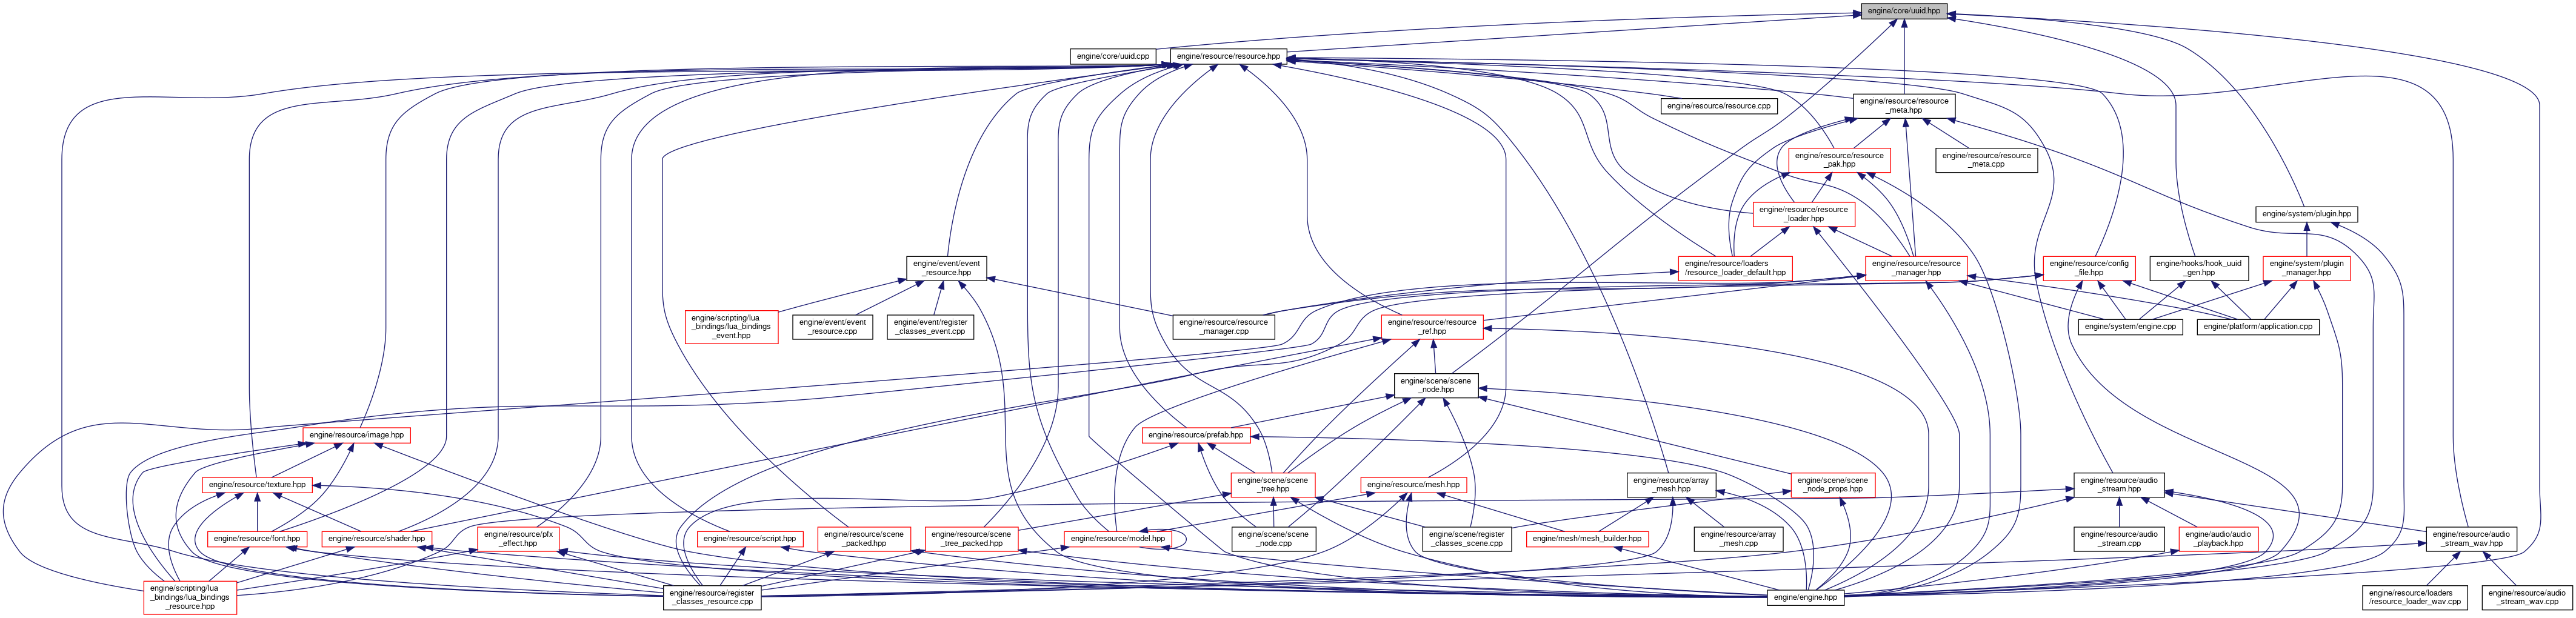 engine/core/uuid.hpp
engine/core/uuid.cpp
engine/resource/resource.hpp
engine/resource/resource.cpp
engine/resource/resource
_meta.hpp
engine/resource/resource
_pak.hpp
engine/resource/resource
_meta.cpp
engine/resource/resource
_loader.hpp
engine/system/plugin.hpp
engine/event/event
_resource.hpp
engine/resource/loaders
/resource_loader_default.hpp
engine/resource/resource
_manager.hpp
engine/resource/config
_file.hpp
engine/hooks/hook_uuid
_gen.hpp
engine/system/plugin
_manager.hpp
engine/scripting/lua
_bindings/lua_bindings
_event.hpp
engine/event/event
_resource.cpp
engine/event/register
_classes_event.cpp
engine/resource/resource
_manager.cpp
engine/resource/resource
_ref.hpp
engine/system/engine.cpp
engine/platform/application.cpp
engine/scene/scene
_node.hpp
engine/resource/image.hpp
engine/resource/prefab.hpp
engine/resource/texture.hpp
engine/scene/scene
_tree.hpp
engine/resource/mesh.hpp
engine/resource/array
_mesh.hpp
engine/scene/scene
_node_props.hpp
engine/resource/audio
_stream.hpp
engine/resource/font.hpp
engine/resource/shader.hpp
engine/resource/pfx
_effect.hpp
engine/resource/script.hpp
engine/resource/scene
_packed.hpp
engine/resource/scene
_tree_packed.hpp
engine/resource/model.hpp
engine/scene/scene
_node.cpp
engine/scene/register
_classes_scene.cpp
engine/mesh/mesh_builder.hpp
engine/resource/array
_mesh.cpp
engine/resource/audio
_stream.cpp
engine/audio/audio
_playback.hpp
engine/resource/audio
_stream_wav.hpp
engine/scripting/lua
_bindings/lua_bindings
_resource.hpp
engine/resource/register
_classes_resource.cpp
engine/engine.hpp
engine/resource/loaders
/resource_loader_wav.cpp
engine/resource/audio
_stream_wav.cpp